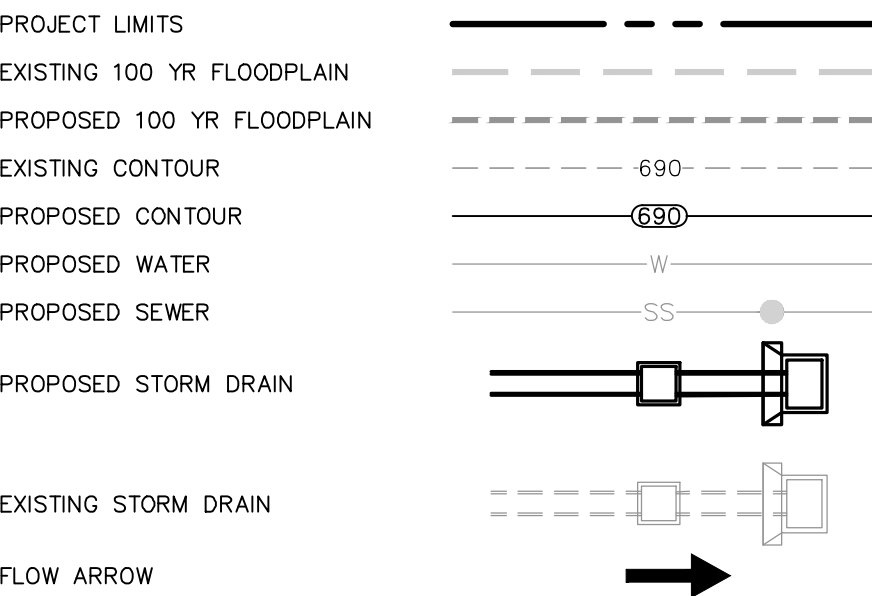 PROJECT LIMITS
EXISTING 100 YR FLOODPLAIN
PROPOSED 100 YR FLOODPLAIN
EXISTING CONTOUR 690
PROPOSED CONTOUR 690
PROPOSED WATER W
PROPOSED SEWER SS
PROPOSED STORM DRAIN
EXISTING STORM DRAIN
FLOW ARROW